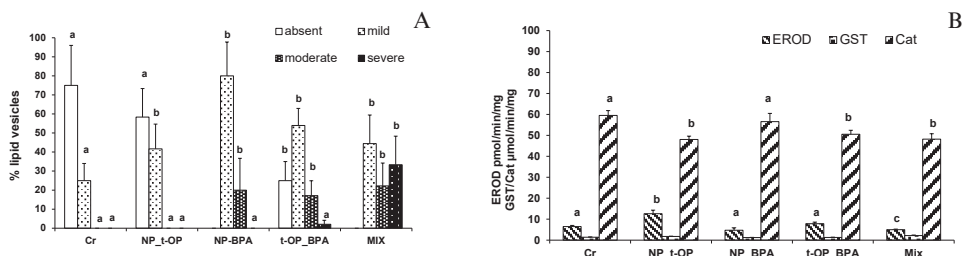 A
absent
mild
moderate
severe
% lipid vesicles
100
90
80
70
60
50
40
30
20
10
0
a
a
a a
a
b
a a
b
b
a
b
b
b
a
b
b
b
Cr
NP_t-OP
NP-BPA
t-OP_BPA
MIX
B
EROD
GST
Cat
EROD pmol/min/mg
GST/Cat µmol/min/mg
100
90
80
70
60
50
40
30
20
10
0
a
a
b
b
a
a
a
b
c
b
Cr
NP_t-OP
NP_BPA
t-OP_BPA
Mix